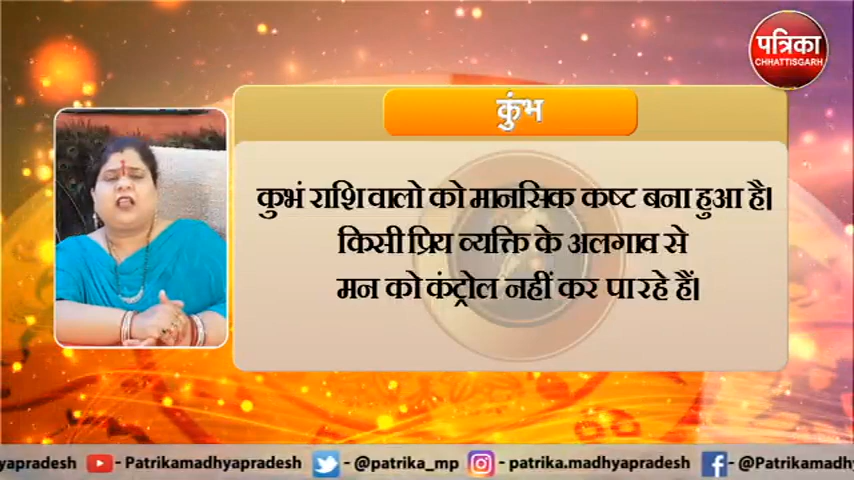 पत्रिका
CHHATTISGARH
कुंभ
कुभं राशि वालो को मानसिक कष्ट बना हुआ है।
किसी प्रिय व्यक्ति के अलगाव से
मन को कंट्रोल नहीं कर पा रहे हैं।
yapradesh - Patrikamadhyapradesh - @patrika_mp - patrika.madhyapradesh - @Patrikamadhy